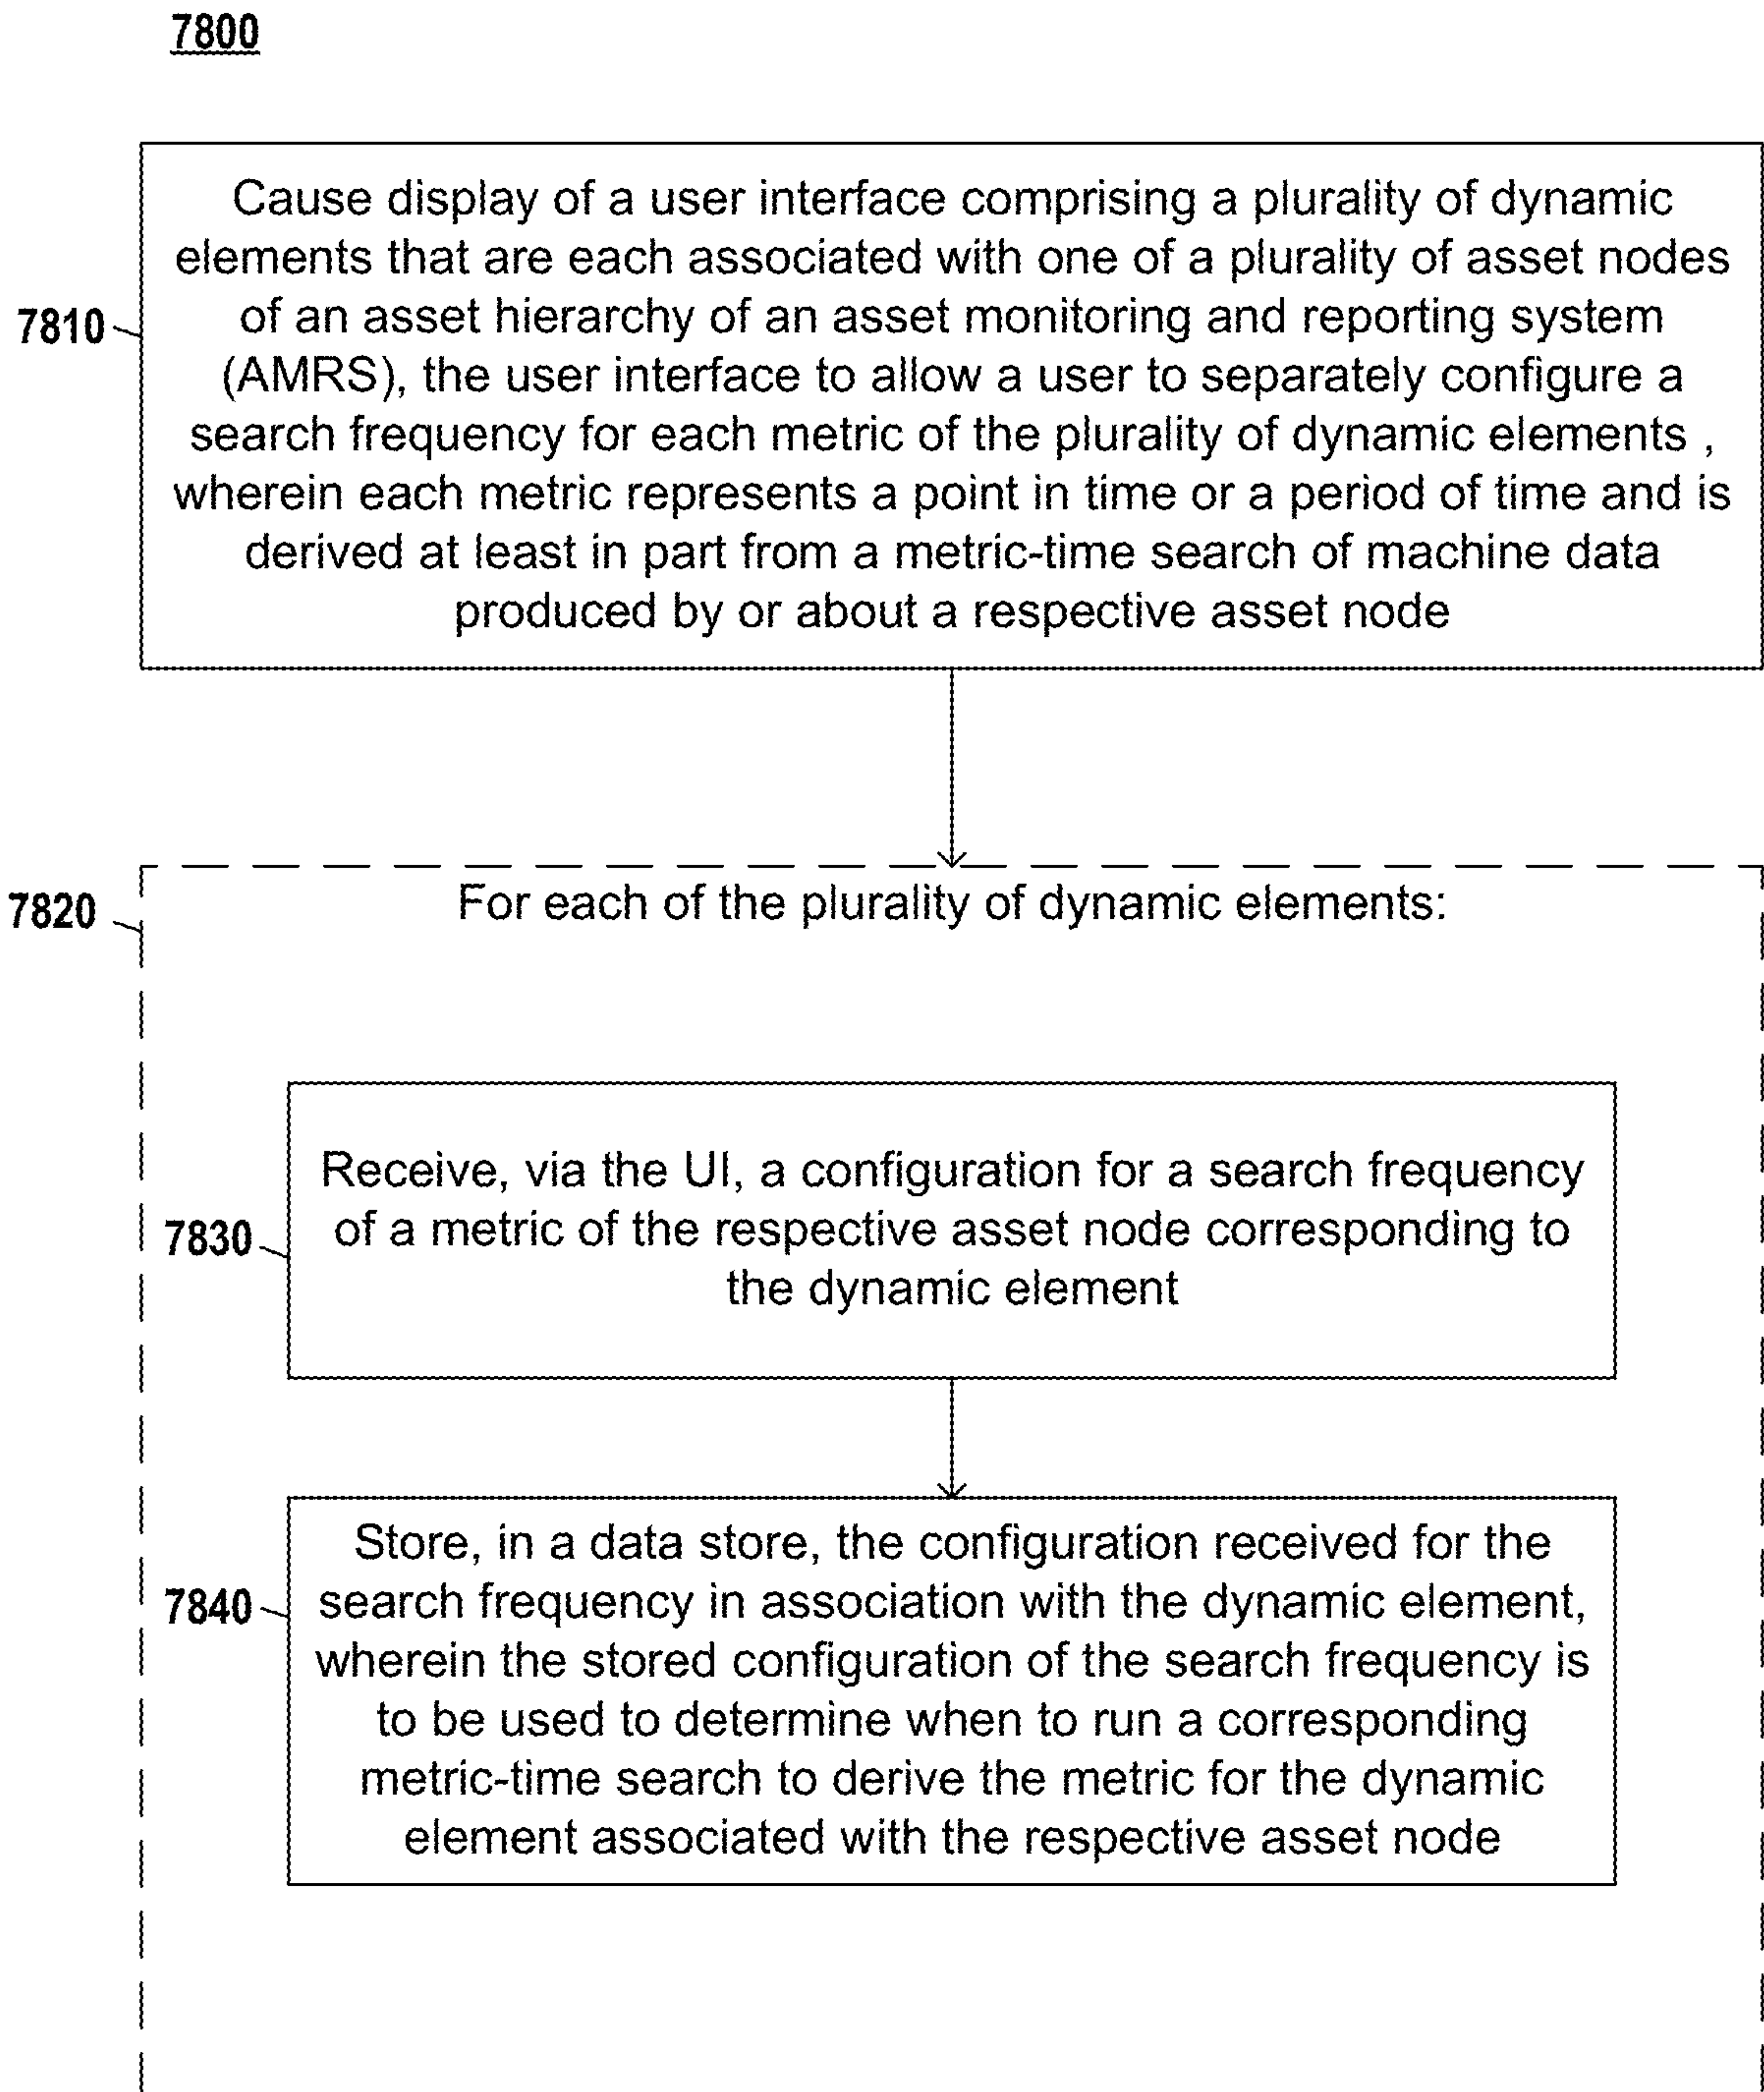 7800
Cause display of a user interface comprising a plurality of dynamic
elements that are each associated with one of a plurality of asset nodes
of an asset hierarchy of an asset monitoring and reporting system
(AMRS), the user interface to allow a user to separately configure a
search frequency for each metric of the plurality of dynamic elements ,
wherein each metric represents a point in time or a period of time and is
derived at least in part from a metric-time search of machine data
produced by or about a respective asset node
7810
For each of the plurality of dynamic elements:
7820
Receive, via the UI, a configuration for a search frequency
of a metric of the respective asset node corresponding to
the dynamic element
7830
Store, in a data store, the configuration received for the
search frequency in association with the dynamic element,
wherein the stored configuration of the search frequency is
to be used to determine when to run a corresponding
metric-time search to derive the metric for the dynamic
element associated with the respective asset node
7840